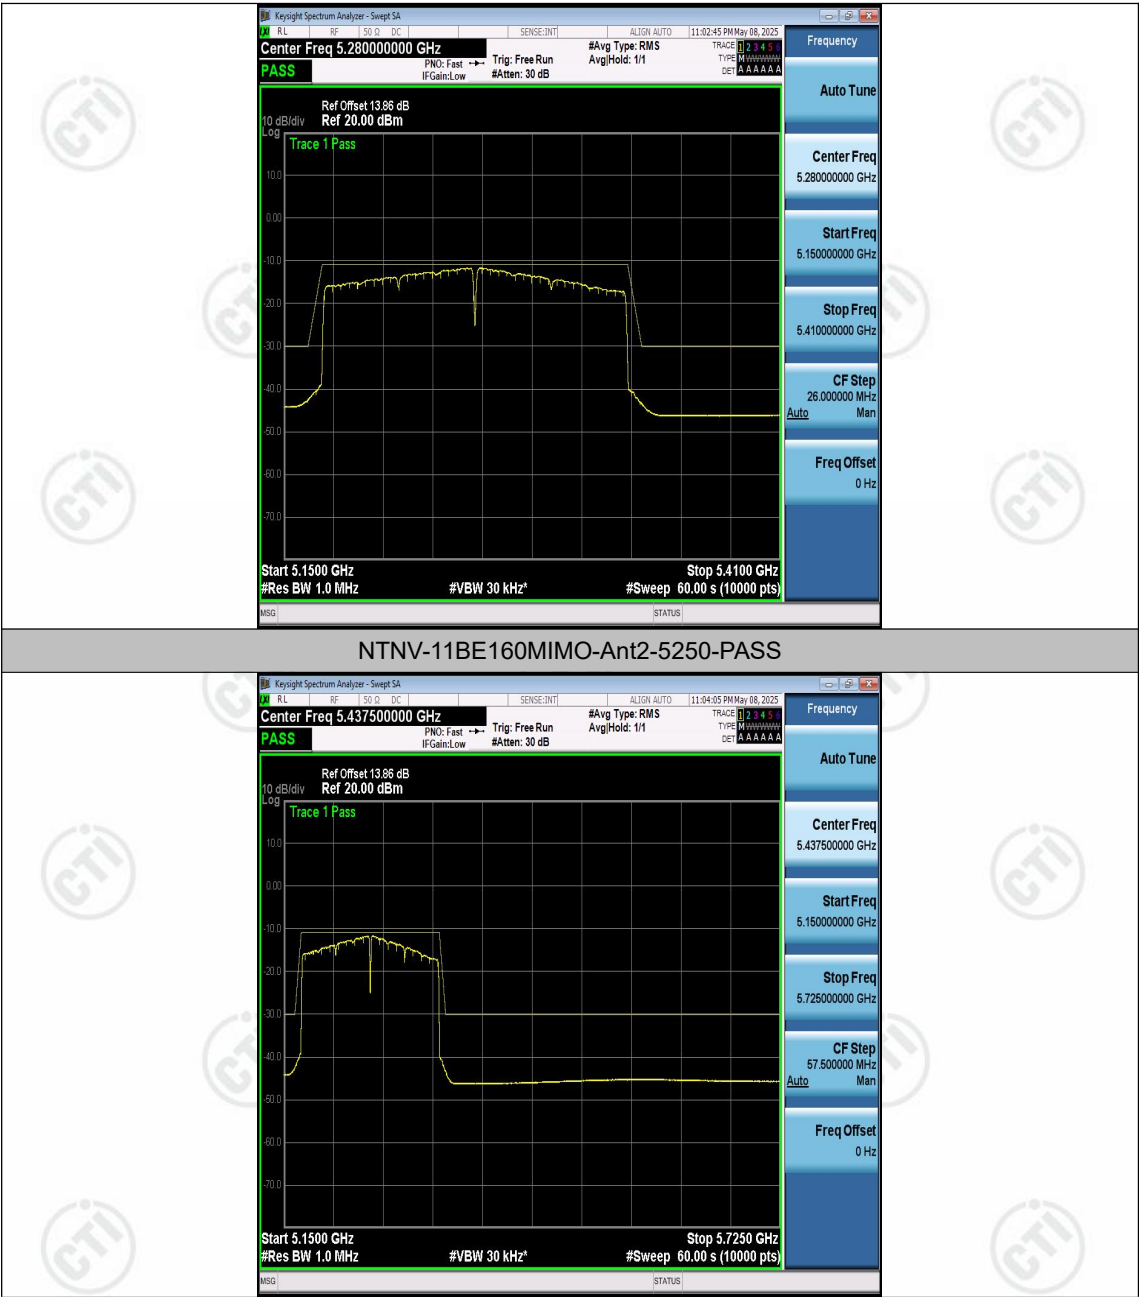 Keysight Spectrum Analyzer - Swept SA
RL RF 50 Ω DC SENSE:INT ALIGN AUTO 11:02:45 PM May 08, 2025
Center Freq 5.280000000 GHz
PASS
PNO: Fast
IFGain:Low
Trig: Free Run
#Atten: 30 dB
#Avg Type: RMS
Avg|Hold: 1/1
TRACE 1 2 3 4 5 6
TYPE M
DET A A A A A A
Ref Offset 13.86 dB
10 dB/div Ref 20.00 dBm
Log
Trace 1 Pass
10.0
0.00
-10.0
-20.0
-30.0
-40.0
-50.0
-60.0
-70.0
Start 5.1500 GHz Stop 5.4100 GHz
#Res BW 1.0 MHz #VBW 30 kHz* #Sweep 60.00 s (10000 pts)
MSG STATUS
Frequency
Auto Tune
Center Freq
5.280000000 GHz
Start Freq
5.150000000 GHz
Stop Freq
5.410000000 GHz
CF Step
26.000000 MHz
Auto Man
Freq Offset
0 Hz
NTNV-11BE160MIMO-Ant2-5250-PASS
Keysight Spectrum Analyzer - Swept SA
RL RF 50 Ω DC SENSE:INT ALIGN AUTO 11:04:05 PM May 08, 2025
Center Freq 5.437500000 GHz
PASS
PNO: Fast
IFGain:Low
Trig: Free Run
#Atten: 30 dB
#Avg Type: RMS
Avg|Hold: 1/1
TRACE 1 2 3 4 5 6
TYPE M
DET A A A A A A
Ref Offset 13.86 dB
10 dB/div Ref 20.00 dBm
Log
Trace 1 Pass
10.0
0.00
-10.0
-20.0
-30.0
-40.0
-50.0
-60.0
-70.0
Start 5.1500 GHz Stop 5.7250 GHz
#Res BW 1.0 MHz #VBW 30 kHz* #Sweep 60.00 s (10000 pts)
MSG STATUS
Frequency
Auto Tune
Center Freq
5.437500000 GHz
Start Freq
5.150000000 GHz
Stop Freq
5.725000000 GHz
CF Step
57.500000 MHz
Auto Man
Freq Offset
0 Hz
CTI
CTI
CTI
CTI
CTI
CTI
CTI
CTI
CTI